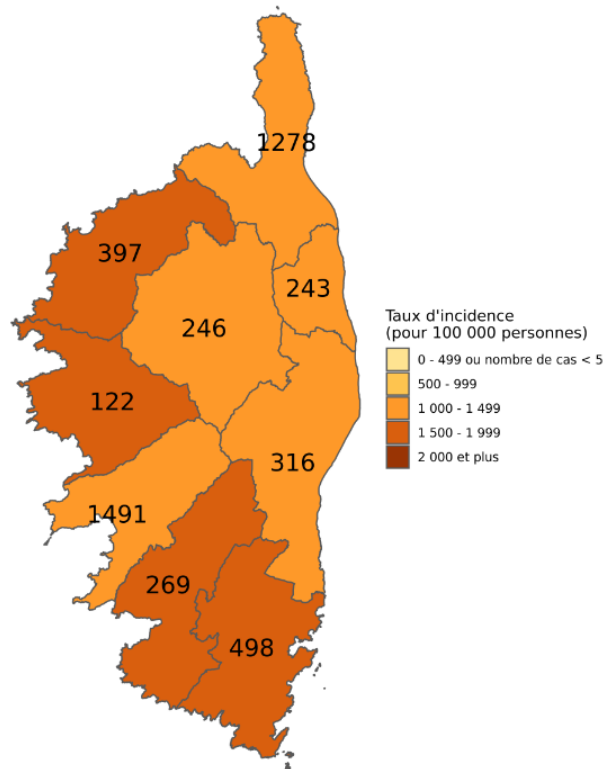 1278
397
243
246
122
316
1491
269
498
Taux d'incidence
(pour 100 000 personnes)
0 - 499 ou nombre de cas < 5
500 - 999
1 000 - 1 499
1 500 - 1 999
2 000 et plus